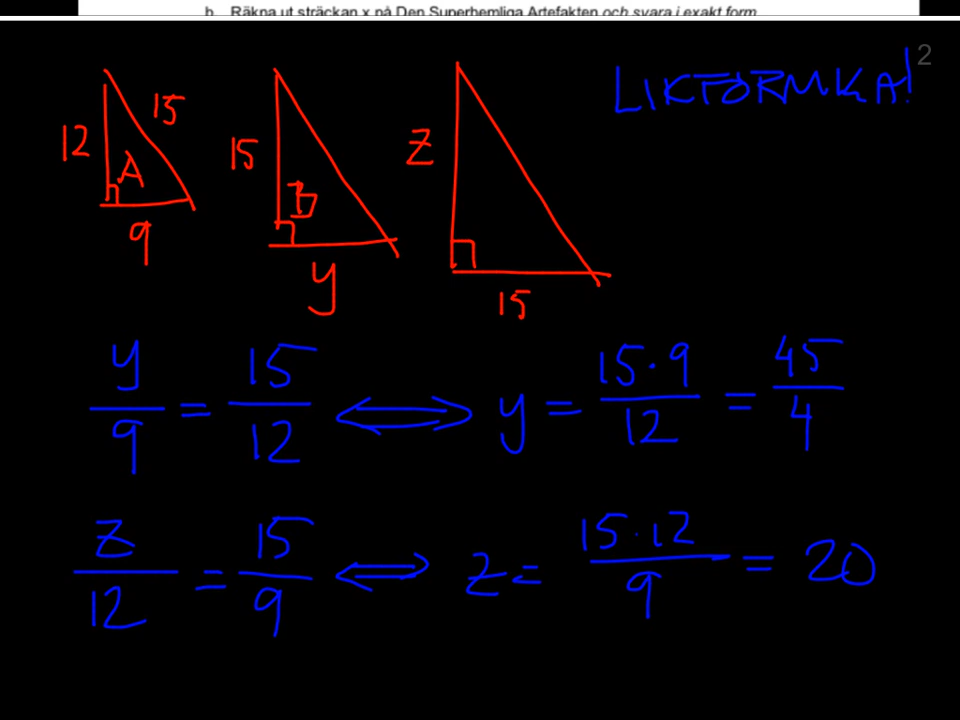 b. Räkna ut sträckan x på Den Superhemliga Artefakten och svara i exakt form
2
LIKFORMIGA!
12 15 A 9
15 B y
z 15
y/9 = 15/12 ⟺ y = 15·9/12 = 45/4
z/12 = 15/9 ⟺ z = 15·12/9 = 20